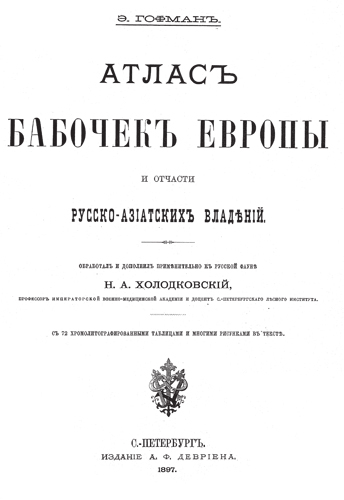 Э. ГОФМАНЪ.
АТЛАСЪ
БАБОЧЕКЪ ЕВРОПЫ
И ОТЧАСТИ
РУССКО-АЗІАТСКИХЪ ВЛАДѢНІЙ.
ОБРАБОТАЛЪ И ДОПОЛНИЛЪ ПРИМѢНИТЕЛЬНО КЪ РУССКОЙ ФАУНѢ
Н. А. ХОЛОДКОВСКІЙ,
ПРОФЕССОРЪ ИМПЕРАТОРСКОЙ ВОЕННО-МЕДИЦИНСКОЙ АКАДЕМІИ И ДОЦЕНТЪ С.-ПЕТЕРБУРГСКАГО ЛѢСНОГО ИНСТИТУТА.
СЪ 72 ХРОМОЛИТОГРАФИРОВАННЫМИ ТАБЛИЦАМИ И МНОГИМИ РИСУНКАМИ ВЪ ТЕКСТѢ.
С.-ПЕТЕРБУРГЪ.
ИЗДАНІЕ А. Ф. ДЕВРІЕНА.
1897.